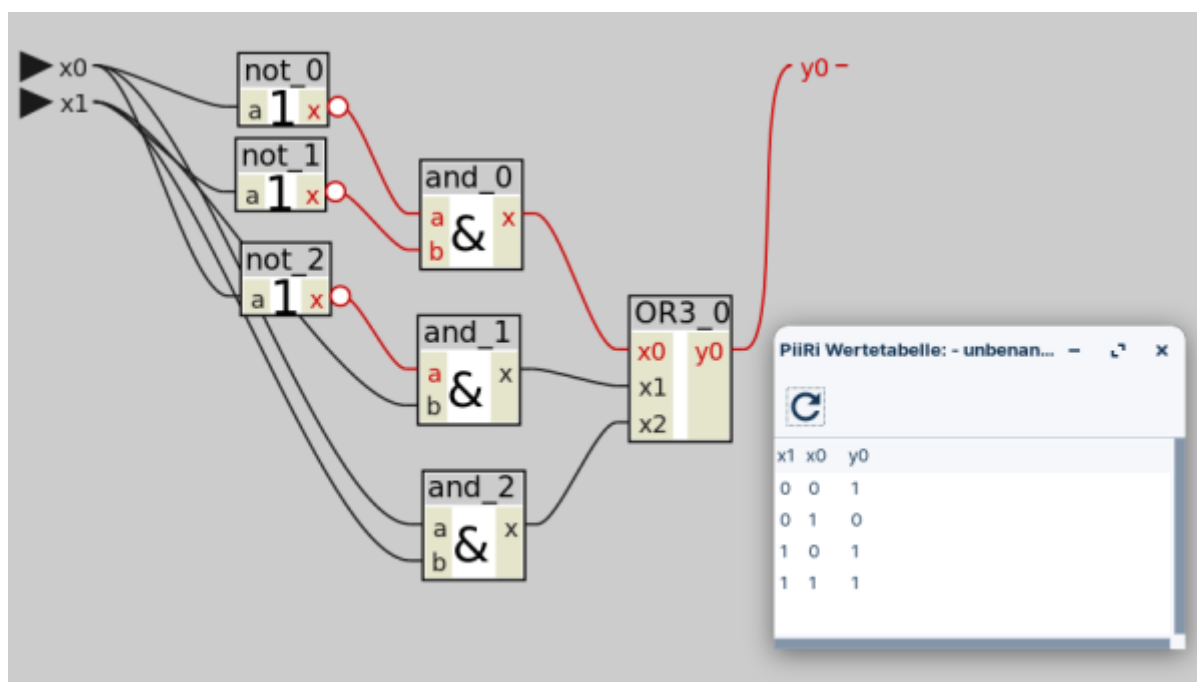 x0
x1
not_0
a 1 x
not_1
a 1 x
not_2
a 1 x
and_0
a & x
b
and_1
a & x
b
and_2
a & x
b
OR3_0
x0 y0
x1
x2
y0
PiiRi Wertetabelle: - unbenan...
x1 x0 y0
0 0 1
0 1 0
1 0 1
1 1 1